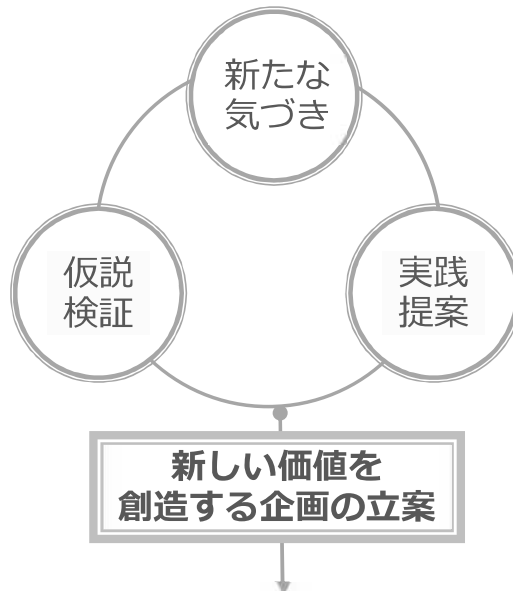 新たな
気づき
仮説
検証
実践
提案
新しい価値を
創造する企画の立案